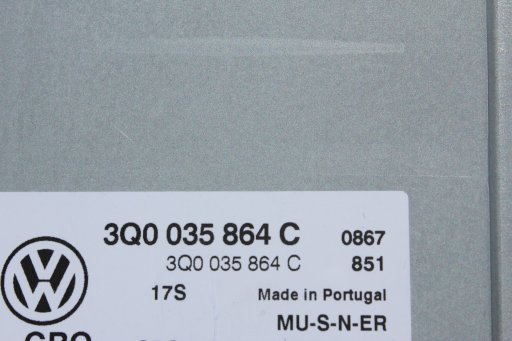 3Q0 035 864 C 0867
3Q0 035 864 C 851
17S Made in Portugal
MU-S-N-ER